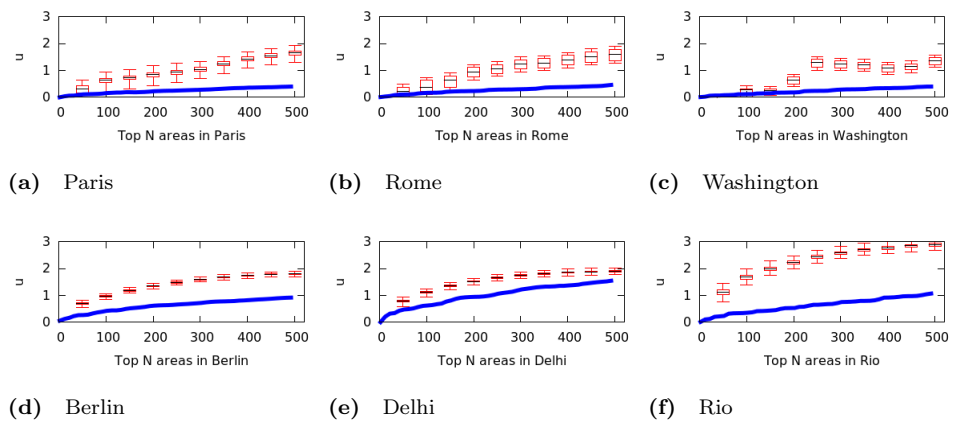 3
2
1
0
u
0 100 200 300 400 500
Top N areas in Paris
3
2
1
0
u
0 100 200 300 400 500
Top N areas in Rome
3
2
1
0
u
0 100 200 300 400 500
Top N areas in Washington
(a) Paris
(b) Rome
(c) Washington
3
2
1
0
u
0 100 200 300 400 500
Top N areas in Berlin
3
2
1
0
u
0 100 200 300 400 500
Top N areas in Delhi
3
2
1
0
u
0 100 200 300 400 500
Top N areas in Rio
(d) Berlin
(e) Delhi
(f) Rio